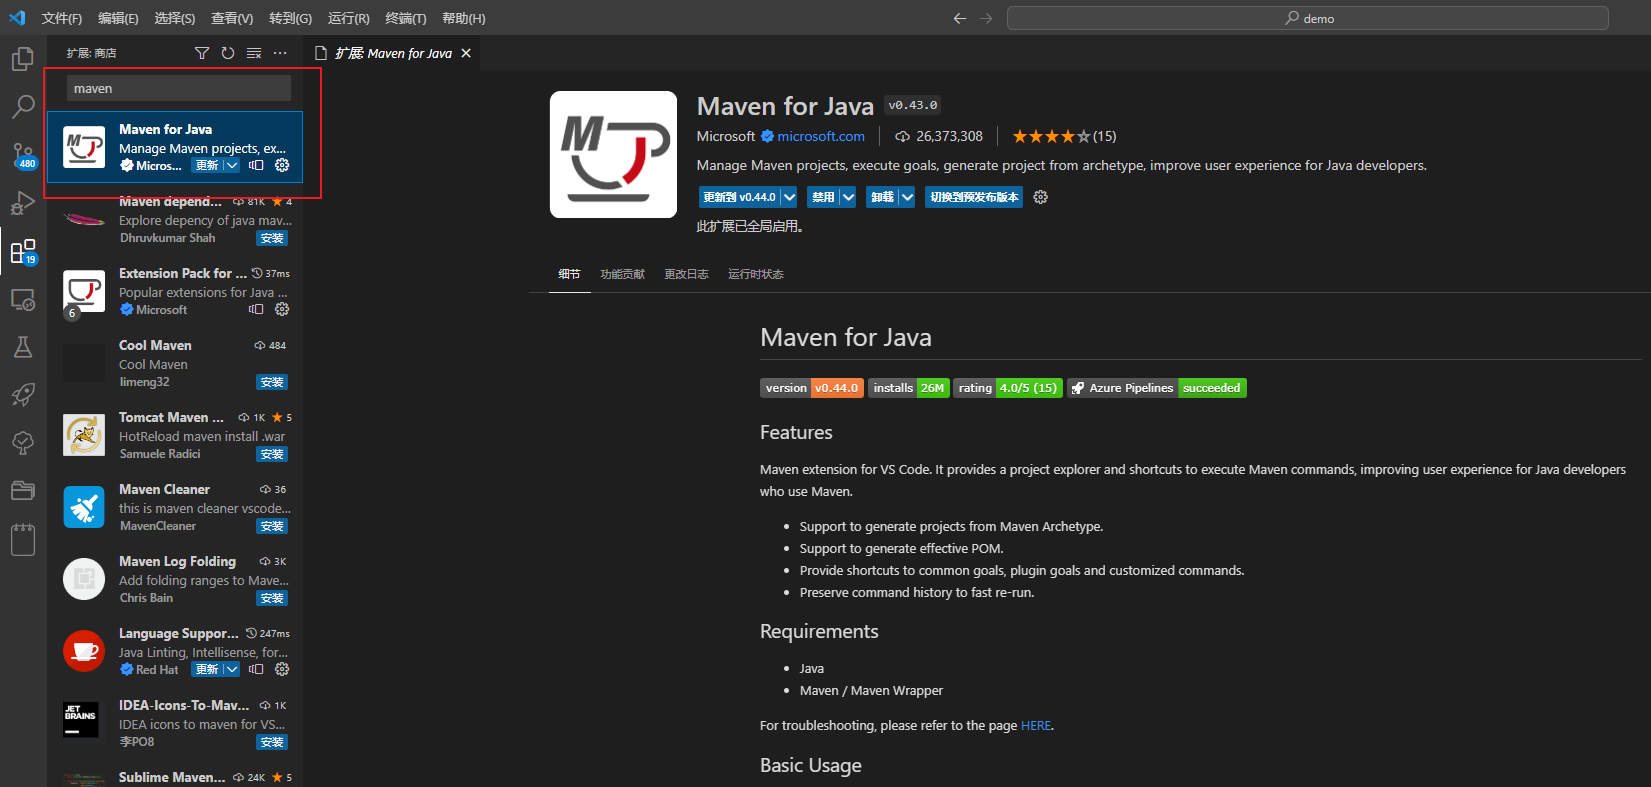 文件(F) 编辑(E) 选择(S) 查看(V) 转到(G) 运行(R) 终端(T) 帮助(H)
demo
扩展: 商店
扩展: Maven for Java
maven
480
19
Maven for Java
Manage Maven projects, ex...
Micros... 更新
Maven depend... 81K 4
Explore depency of java mav...
Dhruvkumar Shah 安装
Extension Pack for ... 37ms
Popular extensions for Java ...
6 Microsoft
Cool Maven 484
Cool Maven
limeng32 安装
Tomcat Maven ... 1K 5
HotReload maven install .war
Samuele Radici 安装
Maven Cleaner 36
this is maven cleaner vscode...
MavenCleaner 安装
Maven Log Folding 3K
Add folding ranges to Mave...
Chris Bain 安装
Language Suppor... 247ms
Java Linting, Intellisense, for...
Red Hat 更新
JET BRAINS
IDEA-Icons-To-Mav... 1K
IDEA icons to maven for VS...
李PO8 安装
Sublime Maven... 24K 5
Maven for Java v0.43.0
Microsoft microsoft.com 26,373,308 (15)
Manage Maven projects, execute goals, generate project from archetype, improve user experience for Java developers.
更新到 v0.44.0 禁用 卸载 切换到预发布版本
此扩展已全局启用。
细节 功能贡献 更改日志 运行时状态
Maven for Java
version v0.44.0 installs 26M rating 4.0/5 (15) Azure Pipelines succeeded
Features
Maven extension for VS Code. It provides a project explorer and shortcuts to execute Maven commands, improving user experience for Java developers
who use Maven.
• Support to generate projects from Maven Archetype.
• Support to generate effective POM.
• Provide shortcuts to common goals, plugin goals and customized commands.
• Preserve command history to fast re-run.
Requirements
• Java
• Maven / Maven Wrapper
For troubleshooting, please refer to the page HERE.
Basic Usage